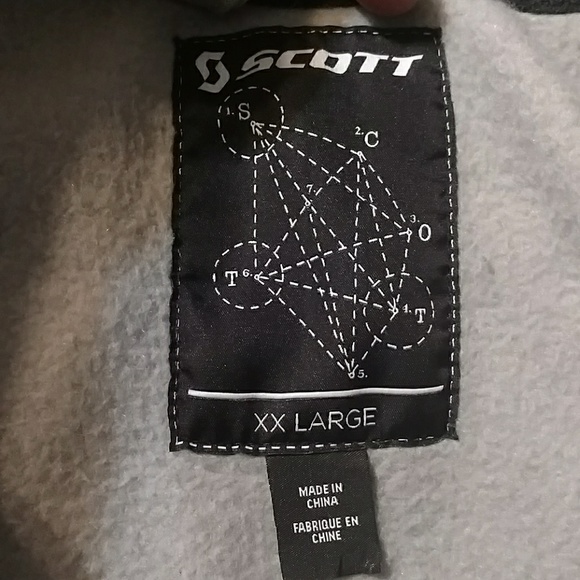 SCOTT
1. S
2. C
7.
3. O
T 6.
4. T
5.
XX LARGE
MADE IN
CHINA
FABRIQUE EN
CHINE